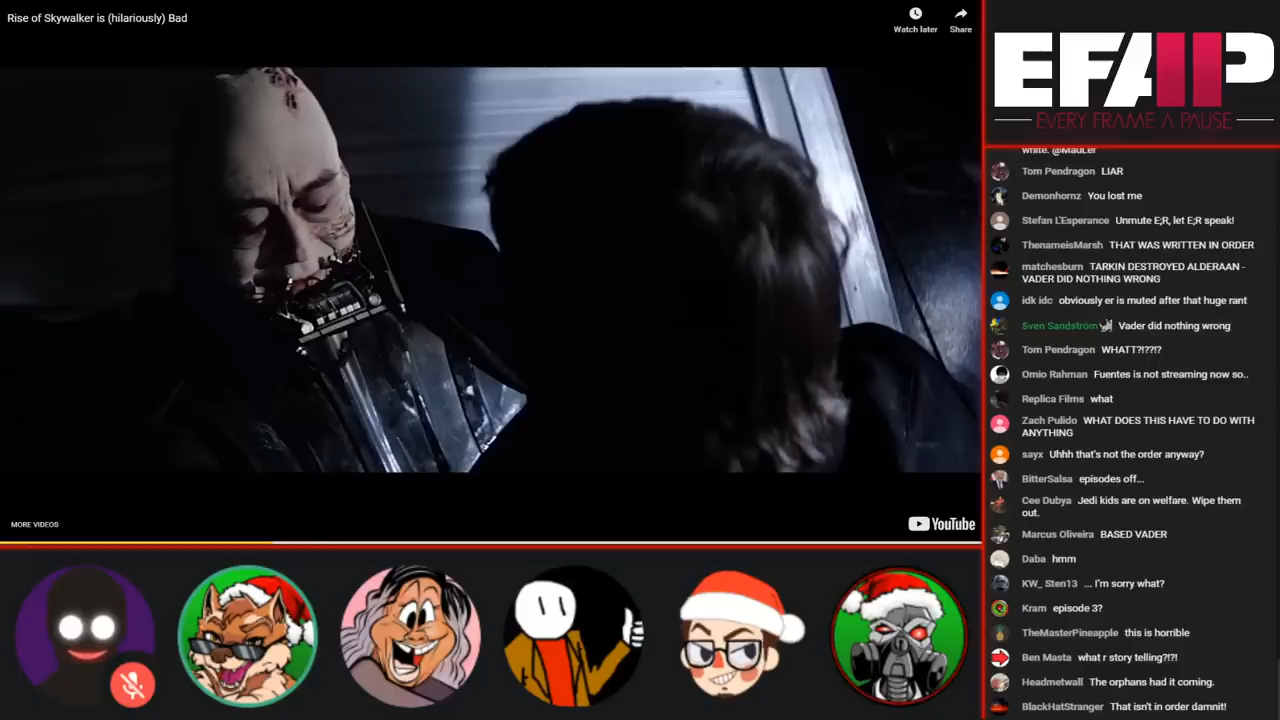 Rise of Skywalker is (hilariously) Bad
Watch later
Share
MORE VIDEOS
YouTube
EFAP
EVERY FRAME A PAUSE
white. @MauLer
Tom Pendragon LIAR
Demonhornz You lost me
Stefan L'Esperance Unmute E;R, let E;R speak!
ThenameisMarsh THAT WAS WRITTEN IN ORDER
matchesburn TARKIN DESTROYED ALDERAAN -
VADER DID NOTHING WRONG
idk idc obviously er is muted after that huge rant
Sven Sandström Vader did nothing wrong
Tom Pendragon WHATT?!??!?
Omio Rahman Fuentes is not streaming now so..
Replica Films what
Zach Pulido WHAT DOES THIS HAVE TO DO WITH
ANYTHING
sayx Uhhh that's not the order anyway?
BitterSalsa episodes off...
Cee Dubya Jedi kids are on welfare. Wipe them
out.
Marcus Oliveira BASED VADER
Daba hmm
KW_ Sten13 ... I'm sorry what?
Kram episode 3?
TheMasterPineapple this is horrible
Ben Masta what r story telling?!?!
Headmetwall The orphans had it coming.
BlackHatStranger That isn't in order damnit!